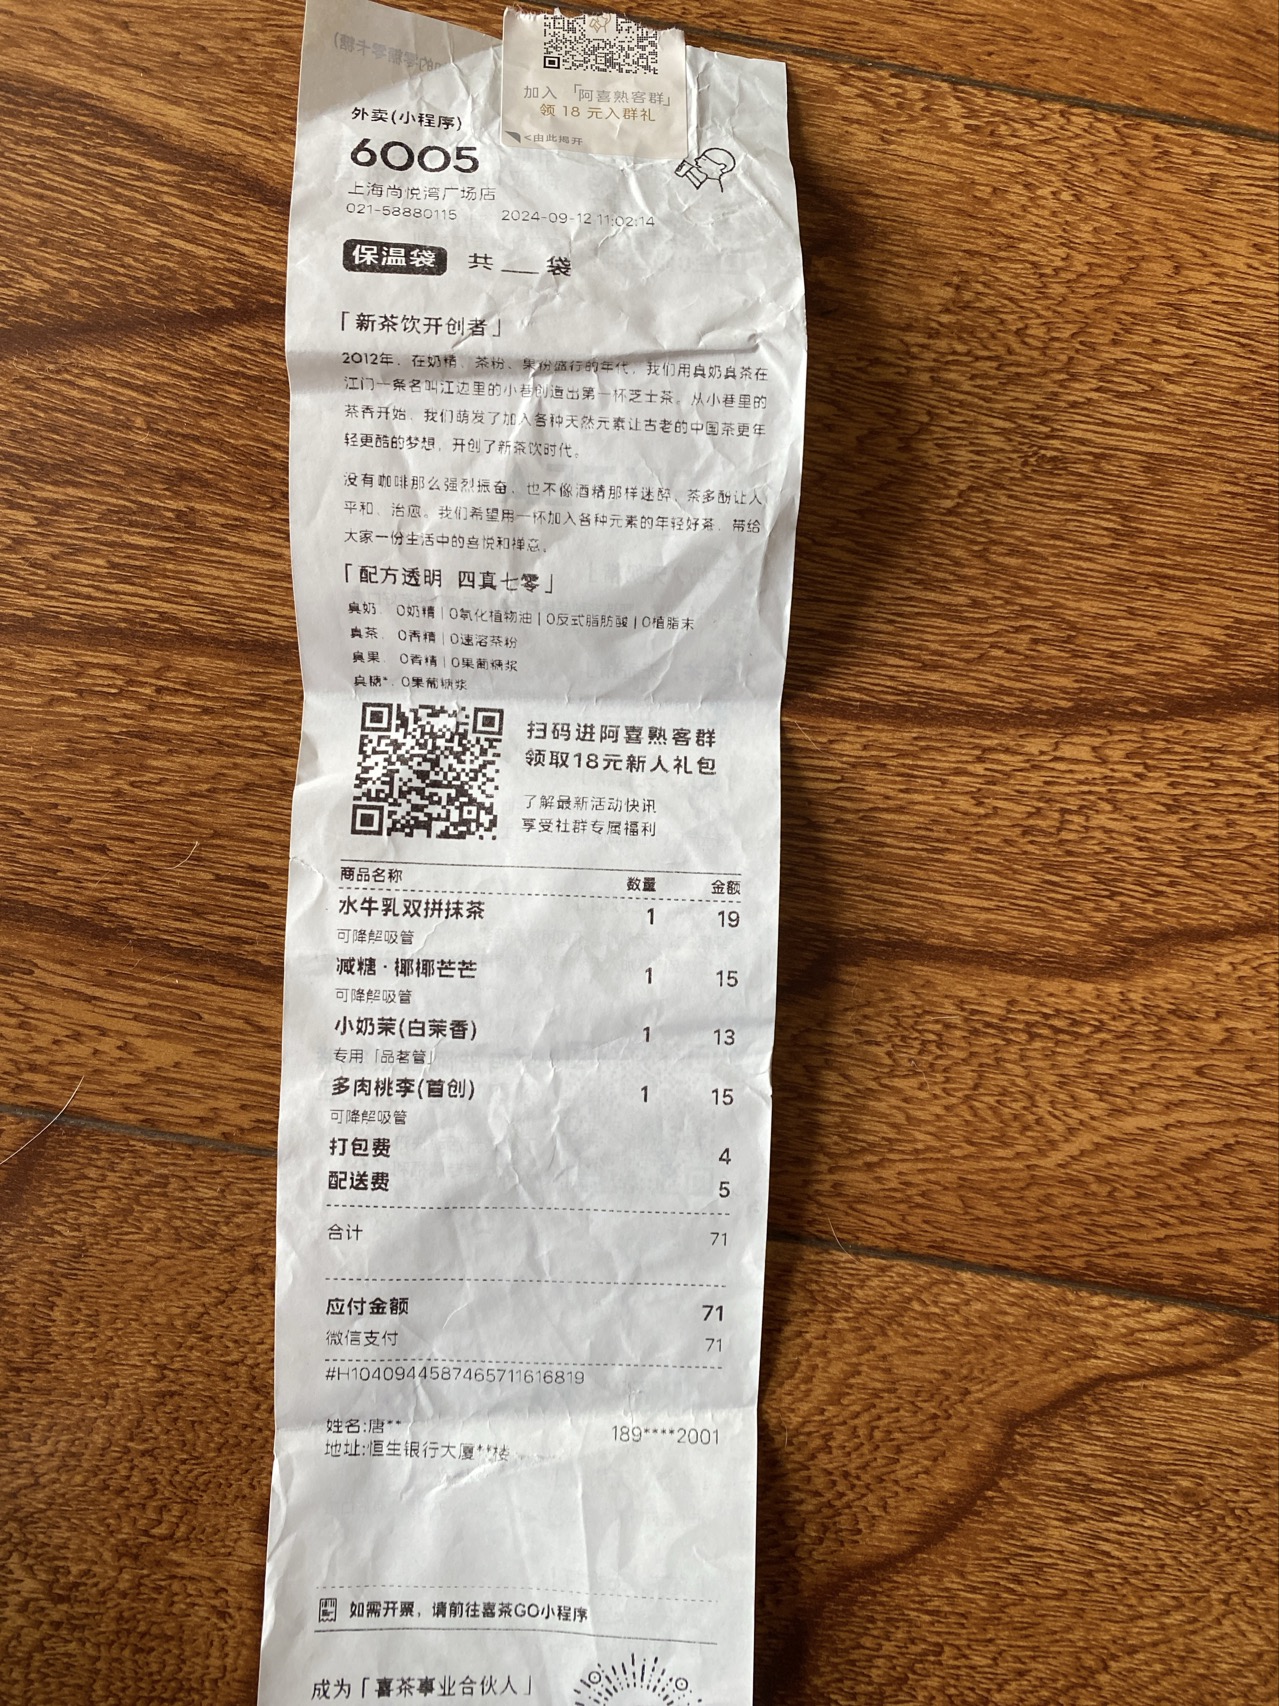 加入「阿喜熟客群」
领 18 元入群礼
<由此揭开
外卖(小程序)
6005
上海尚悦湾广场店
021-58880115 2024-09-12 11:02:14
保温袋 共 __ 袋
「新茶饮开创者」
2012年，在奶精、茶粉、果粉盛行的年代，我们用真奶真茶在
江门一条名叫江边里的小巷创造出第一杯芝士茶。从小巷里的
茶香开始，我们萌发了加入各种天然元素让古老的中国茶更年
轻更酷的梦想，开创了新茶饮时代。
没有咖啡那么强烈振奋，也不像酒精那样迷醉，茶多酚让人
平和、治愈。我们希望用一杯加入各种元素的年轻好茶，带给
大家一份生活中的喜悦和禅意。
「配方透明 四真七零」
真奶. 0奶精 | 0氢化植物油 | 0反式脂肪酸 | 0植脂末
真茶. 0香精 | 0速溶茶粉
真果. 0香精 | 0果葡糖浆
真糖*. 0果葡糖浆
扫码进阿喜熟客群
领取18元新人礼包
了解最新活动快讯
享受社群专属福利
商品名称 数量 金额
水牛乳双拼抹茶 1 19
可降解吸管
减糖·椰椰芒芒 1 15
可降解吸管
小奶茉(白茉香) 1 13
专用「品茗管」
多肉桃李(首创) 1 15
可降解吸管
打包费 4
配送费 5
合计 71
应付金额 71
微信支付 71
#H1040944587465711616819
姓名:唐** 189****2001
地址:恒生银行大厦**楼
如需开票，请前往喜茶GO小程序
成为「喜茶事业合伙人」